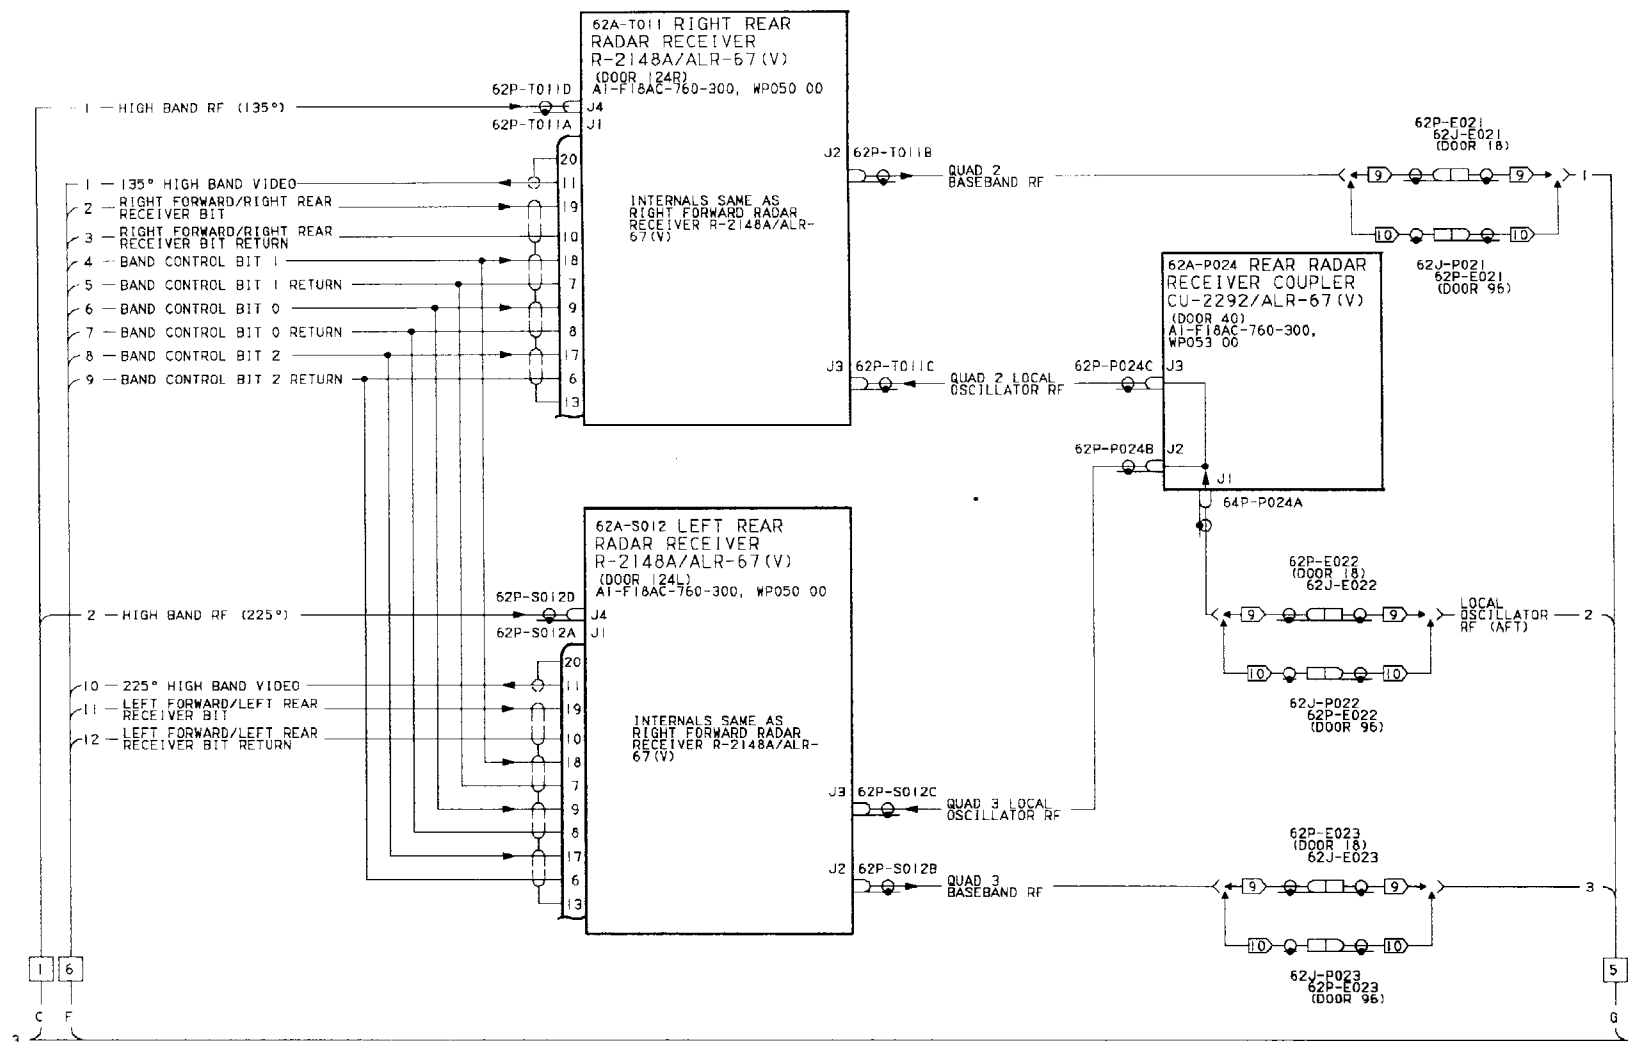 62A-T011 RIGHT REAR
RADAR RECEIVER
R-2148A/ALR-67(V)
(DOOR 124R)
A1-F18AC-760-300, WP050 00
62P-T011D
J4
1 HIGH BAND RF (135°)
62P-T011A J1
20
1 135° HIGH BAND VIDEO 11
2 RIGHT FORWARD/RIGHT REAR
RECEIVER BIT 19
3 RIGHT FORWARD/RIGHT REAR
RECEIVER BIT RETURN 10
4 BAND CONTROL BIT 1 18
5 BAND CONTROL BIT 1 RETURN 7
6 BAND CONTROL BIT 0 9
7 BAND CONTROL BIT 0 RETURN 8
8 BAND CONTROL BIT 2 17
9 BAND CONTROL BIT 2 RETURN 6
13
INTERNALS SAME AS
RIGHT FORWARD RADAR
RECEIVER R-2148A/ALR-
67(V)
J2 62P-T011B
QUAD 2
BASEBAND RF
62P-E021
62J-E021
(DOOR 18)
9 9 1
10 10
62J-P021
62P-E021
(DOOR 96)
J3 62P-T011C
QUAD 2 LOCAL
OSCILLATOR RF
62A-P024 REAR RADAR
RECEIVER COUPLER
CU-2292/ALR-67(V)
(DOOR 40)
A1-F18AC-760-300,
WP053 00
62P-P024C J3
62P-P024B J2
J1
64P-P024A
62A-S012 LEFT REAR
RADAR RECEIVER
R-2148A/ALR-67(V)
(DOOR 124L)
A1-F18AC-760-300, WP050 00
62P-S012D
J4
2 HIGH BAND RF (225°)
62P-S012A J1
20
10 225° HIGH BAND VIDEO 11
11 LEFT FORWARD/LEFT REAR
RECEIVER BIT 19
12 LEFT FORWARD/LEFT REAR
RECEIVER BIT RETURN 10
18
7
9
8
17
6
13
INTERNALS SAME AS
RIGHT FORWARD RADAR
RECEIVER R-2148A/ALR-
67(V)
62P-E022
(DOOR 18)
62J-E022
9 9
LOCAL
OSCILLATOR
RF (AFT)
2
10 10
62J-P022
62P-E022
(DOOR 96)
J3 62P-S012C
QUAD 3 LOCAL
OSCILLATOR RF
J2 62P-S012B
QUAD 3
BASEBAND RF
62P-E023
(DOOR 18)
62J-E023
9 9 3
10 10
62J-P023
62P-E023
(DOOR 96)
1 6 5
C F G
3